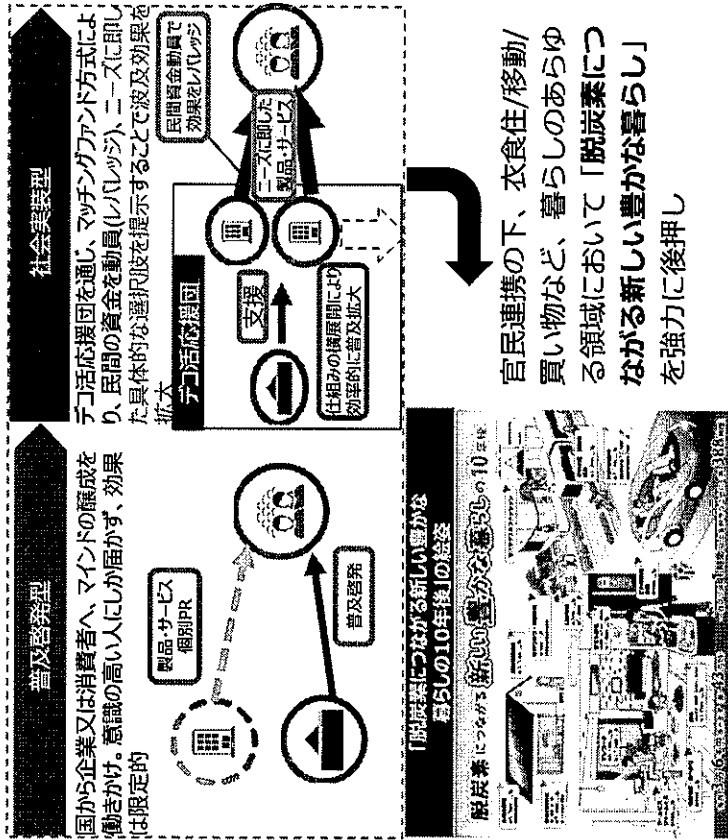 普及啓発型
国から企業又は消費者へ、マインドの醸成を
働きかけ。意識の高い人にしか届かず、効果
は限定的
製品・サービス
個別PR
普及啓発
社会実装型
デコ活応援団を通じ、マッチングファンド方式によ
り、民間の資金を動員(レバレッジ)、ニーズに即し
た具体的な選択肢を提示することで波及効果を
拡大
デコ活応援団
支援
仕組みの横展開により
効率的に普及拡大
ニーズに即した
製品・サービス
民間資金動員で
効果をレバレッジ
「脱炭素につながる新しい豊かな
暮らしの10年後」の絵姿
脱炭素につながる新しい豊かな暮らしの10年後
官民連携の下、衣食住/移動/
買い物など、暮らしのあらゆ
る領域において「脱炭素につ
ながる新しい豊かな暮らし」
を強力に後押し